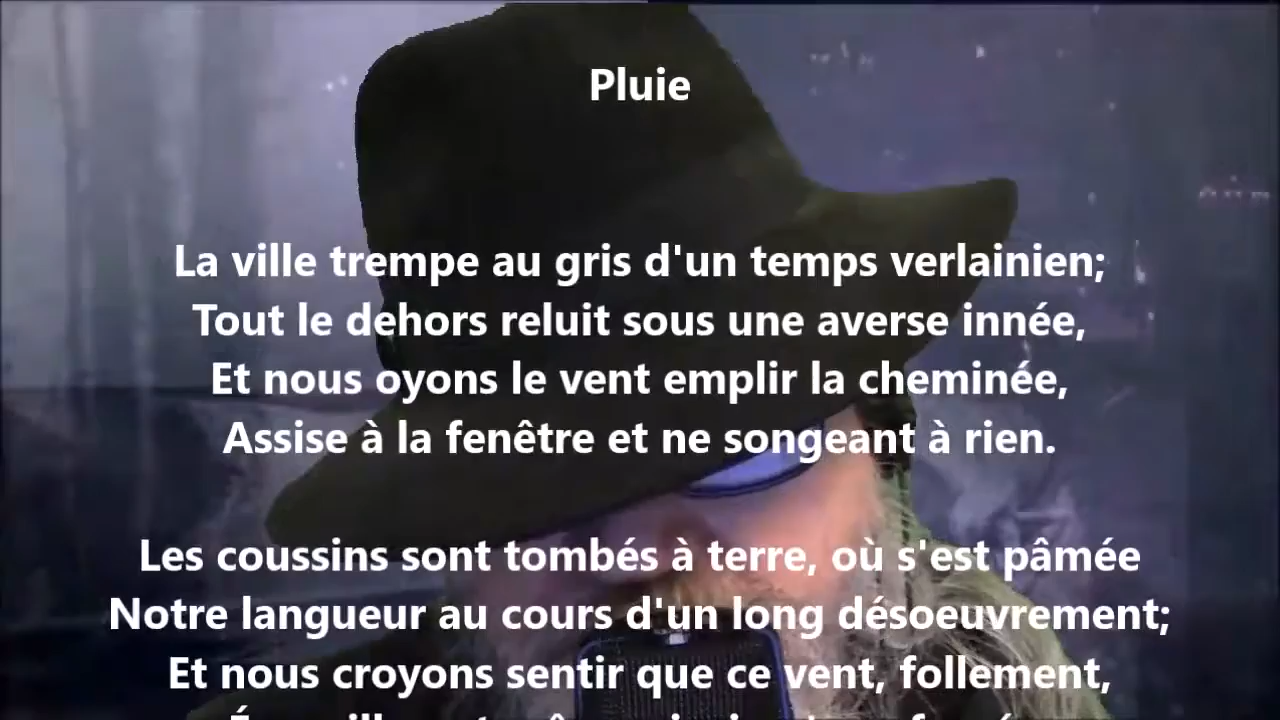 Pluie
La ville trempe au gris d'un temps verlainien;
Tout le dehors reluit sous une averse innée,
Et nous oyons le vent emplir la cheminée,
Assise à la fenêtre et ne songeant à rien.
Les coussins sont tombés à terre, où s'est pâmée
Notre langueur au cours d'un long désoeuvrement;
Et nous croyons sentir que ce vent, follement,